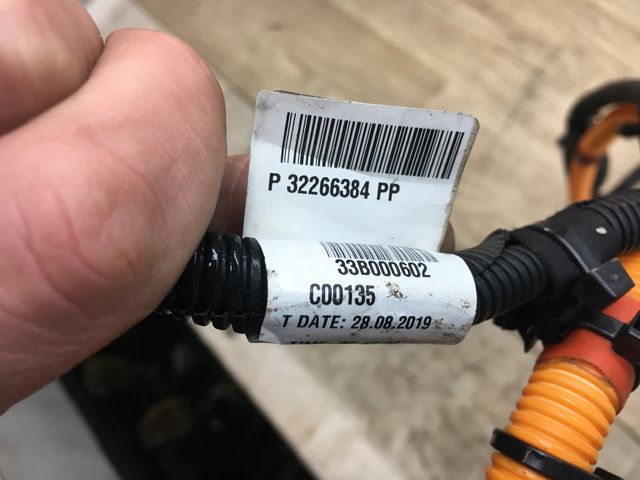 P 32266384 PP
33B000602
C00135
T DATE: 28.08.2019